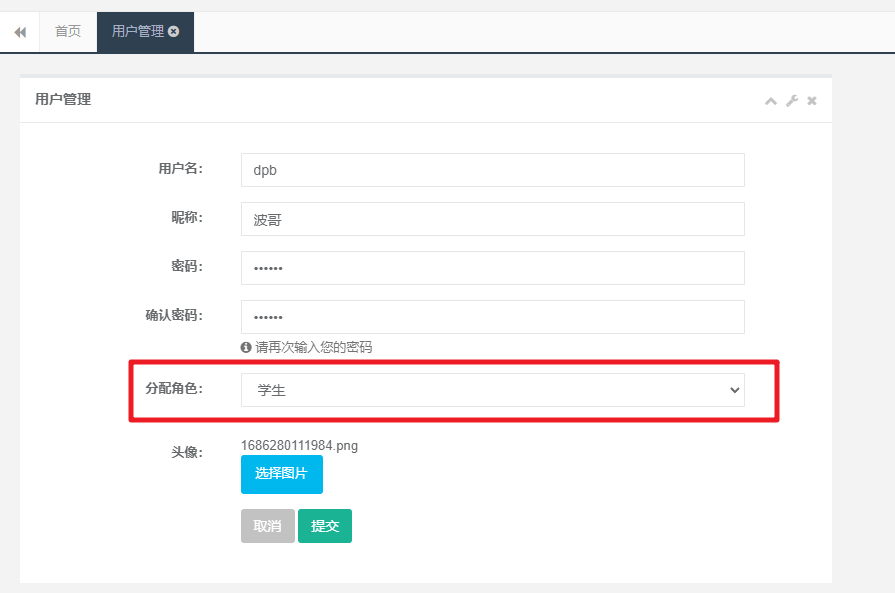 首页 用户管理
用户管理
用户名: dpb
昵称: 波哥
密码: ••••••
确认密码: ••••••
请再次输入您的密码
分配角色: 学生
头像: 1686280111984.png
选择图片
取消 提交